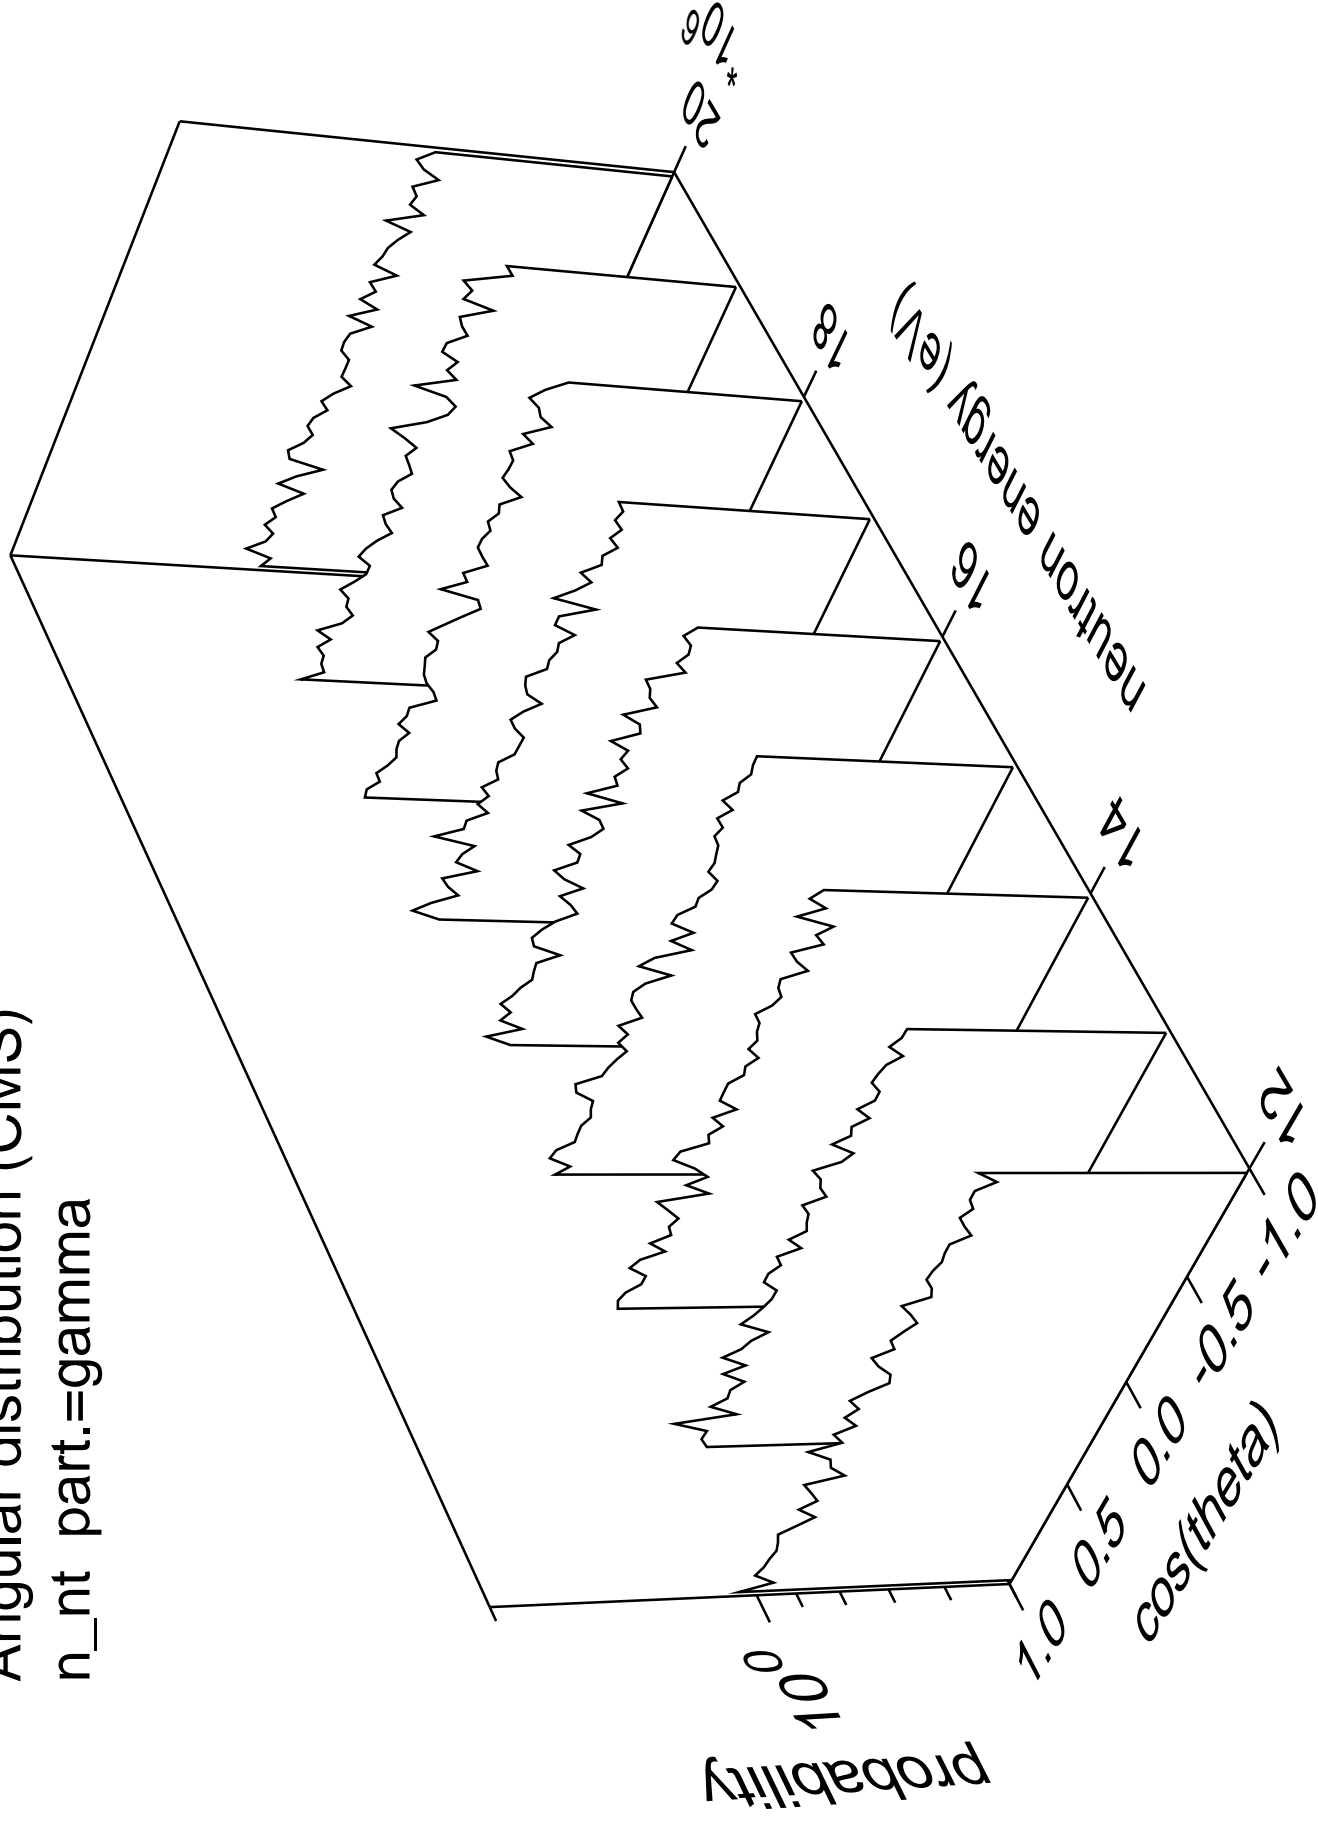 Angular distribution (CMS)
n_nt part.=gamma
probability
10 0
1.0
0.5
0.0
-0.5
-1.0
cos(theta)
12
14
16
18
20
* 10 6
neutron energy (eV)